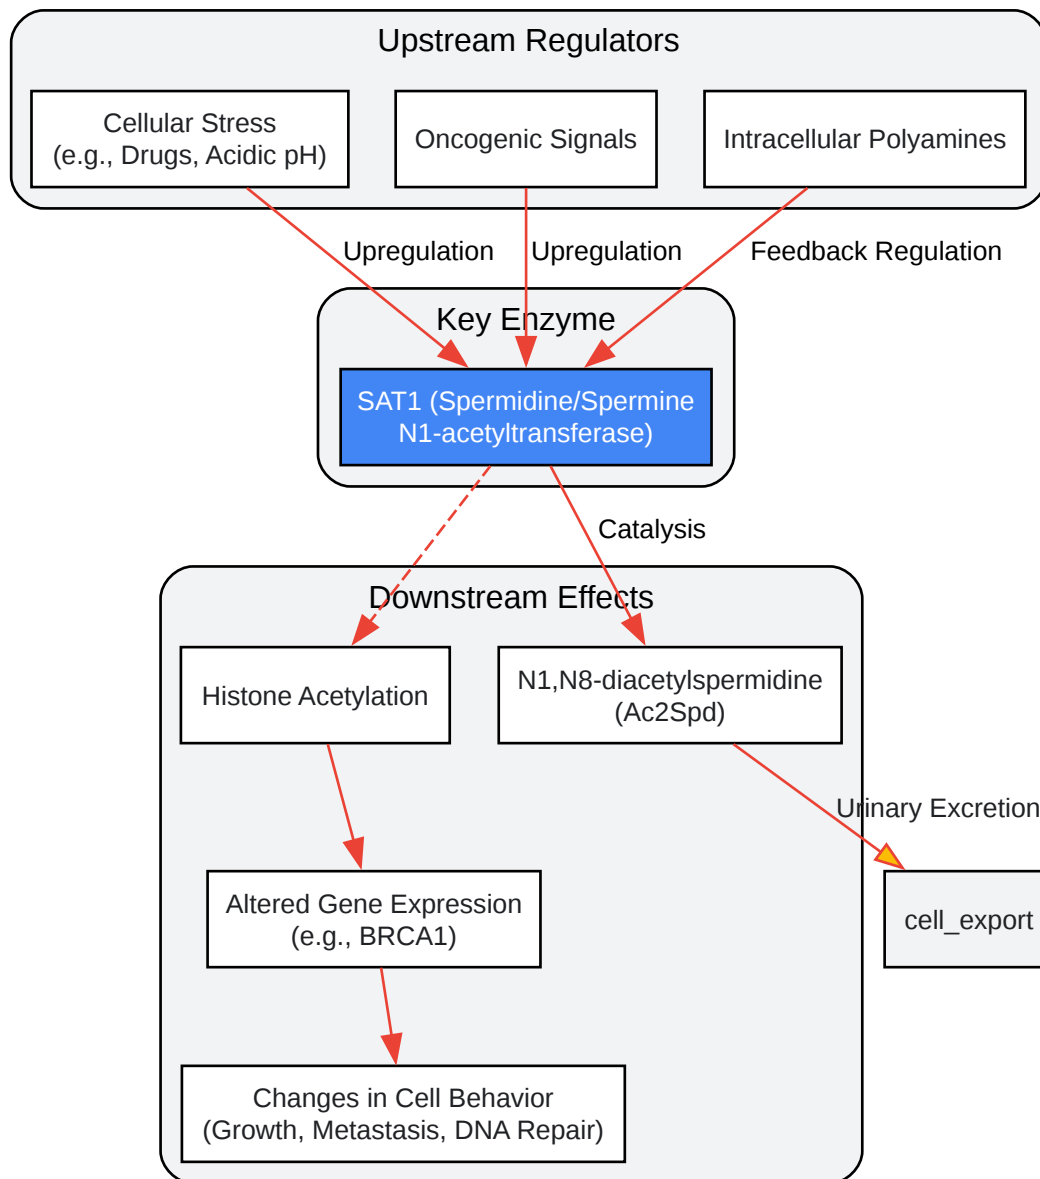 Upstream Regulators
Cellular Stress
(e.g., Drugs, Acidic pH)
Oncogenic Signals
Intracellular Polyamines
Upregulation
Upregulation
Feedback Regulation
Key Enzyme
SAT1 (Spermidine/Spermine
N1-acetyltransferase)
Catalysis
Downstream Effects
Histone Acetylation
N1,N8-diacetylspermidine
(Ac2Spd)
Urinary Excretion
Altered Gene Expression
(e.g., BRCA1)
cell_export
Changes in Cell Behavior
(Growth, Metastasis, DNA Repair)